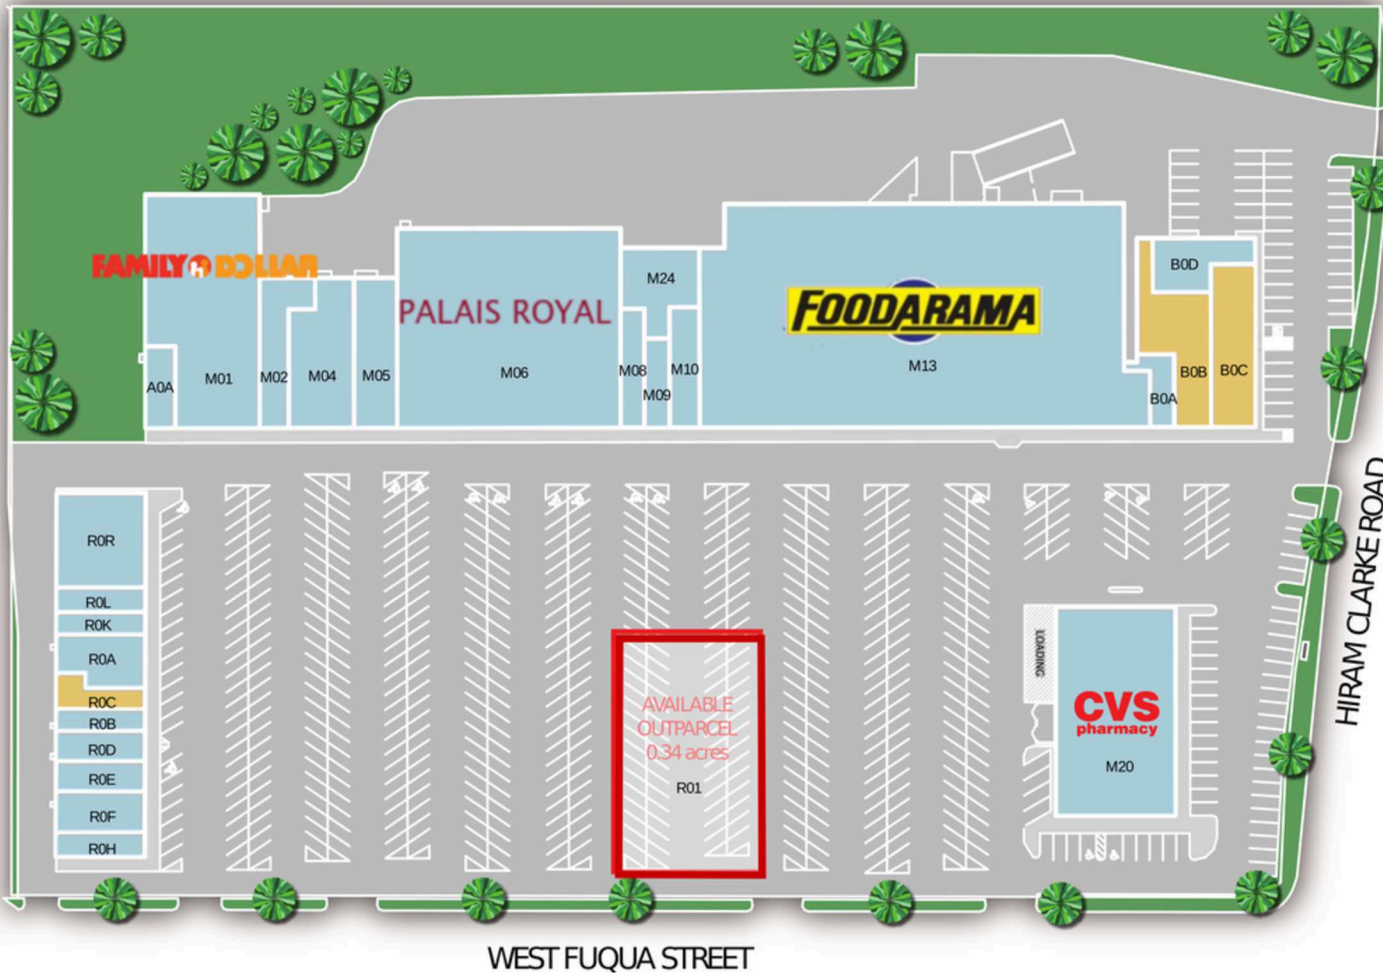 FAMILY DOLLAR
PALAIS ROYAL
FOODARAMA
M24
B0D
A0A
M01
M02
M04
M05
M06
M08
M09
M10
M13
B0A
B0B
B0C
R0R
R0L
R0K
R0A
R0C
R0B
R0D
R0E
R0F
R0H
AVAILABLE
OUTPARCEL
0.34 acres
R01
LOADING
CVS
pharmacy
M20
HIRAM CLARKE ROAD
WEST FUQUA STREET